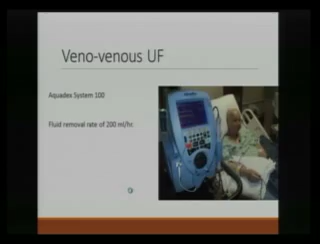 Veno-venous UF
Aquadex System 100
Fluid removal rate of 200 ml/hr.